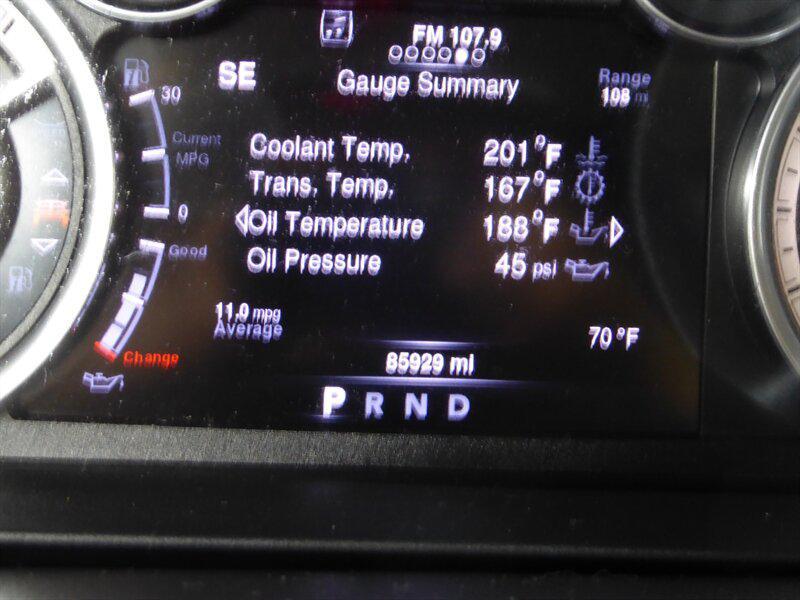 FM 107.9
SE
Gauge Summary
Range
108 mi
30
Current
MPG
0
Coolant Temp. 201°F
Trans. Temp. 167°F
Oil Temperature 188°F
Oil Pressure 45 psi
Good
Change
11.0 mpg
Average
70°F
85929 mi
P R N D